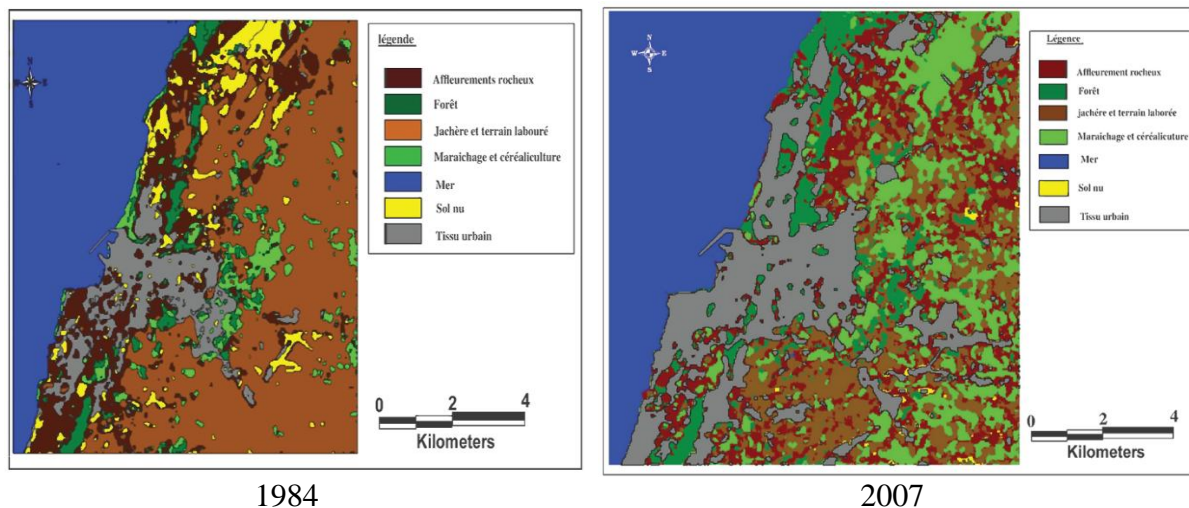 légende
Affleurements rocheux
Forêt
Jachère et terrain labouré
Maraichage et céréaliculture
Mer
Sol nu
Tissu urbain
N
E
S
0 2 4
Kilometers
1984
N
W E
S
Légence
Affleurement rocheux
Forêt
jachére et terrain laborée
Maraichage et céréalicuture
Mer
Sol nu
Tissu urbain
0 2 4
Kilometers
2007